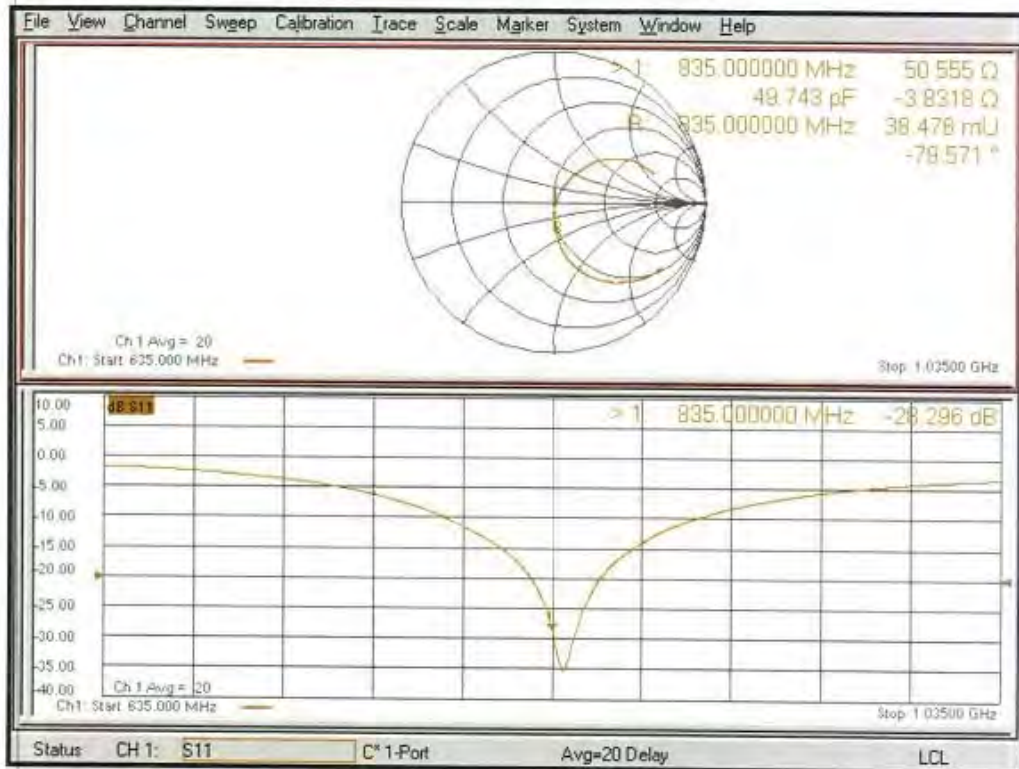 File View Channel Sweep Calibration Trace Scale Marker System Window Help
> 1: 835.000000 MHz 50.555 Ω
49.743 pF -3.8318 Ω
R: 835.000000 MHz 38.478 mU
-78.571 °
Ch 1 Avg = 20
Ch1: Start 635.000 MHz
Stop 1.03500 GHz
10.00 dB S11
> 1: 835.000000 MHz -28.296 dB
5.00
0.00
-5.00
-10.00
-15.00
-20.00
-25.00
-30.00
-35.00
-40.00
Ch 1 Avg = 20
Ch1: Start 635.000 MHz
Stop 1.03500 GHz
Status CH 1: S11 C* 1-Port Avg=20 Delay LCL